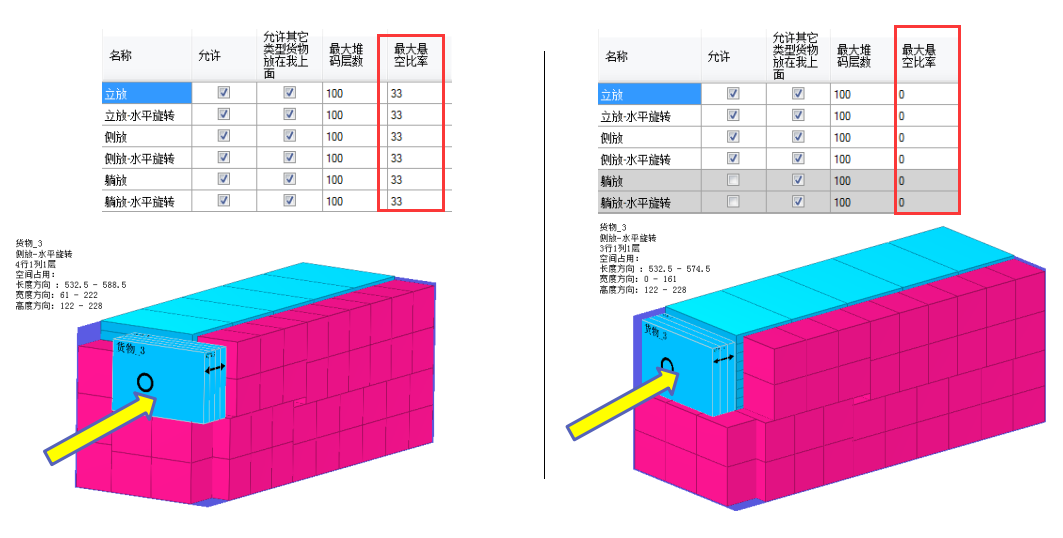 名称 允许 允许其它类型货物放在我上面 最大堆码层数 最大悬空比率
立放 100 33
立放-水平旋转 100 33
侧放 100 33
侧放-水平旋转 100 33
躺放 100 33
躺放-水平旋转 100 33
货物_3
侧放-水平旋转
4行1列1层
空间占用:
长度方向 : 532.5 - 588.5
宽度方向: 61 - 222
高度方向: 122 - 228
货物_3
名称 允许 允许其它类型货物放在我上面 最大堆码层数 最大悬空比率
立放 100 0
立放-水平旋转 100 0
侧放 100 0
侧放-水平旋转 100 0
躺放 100 0
躺放-水平旋转 100 0
货物_3
侧放-水平旋转
3行1列1层
空间占用:
长度方向 : 532.5 - 574.5
宽度方向: 0 - 161
高度方向: 122 - 228
货物_3